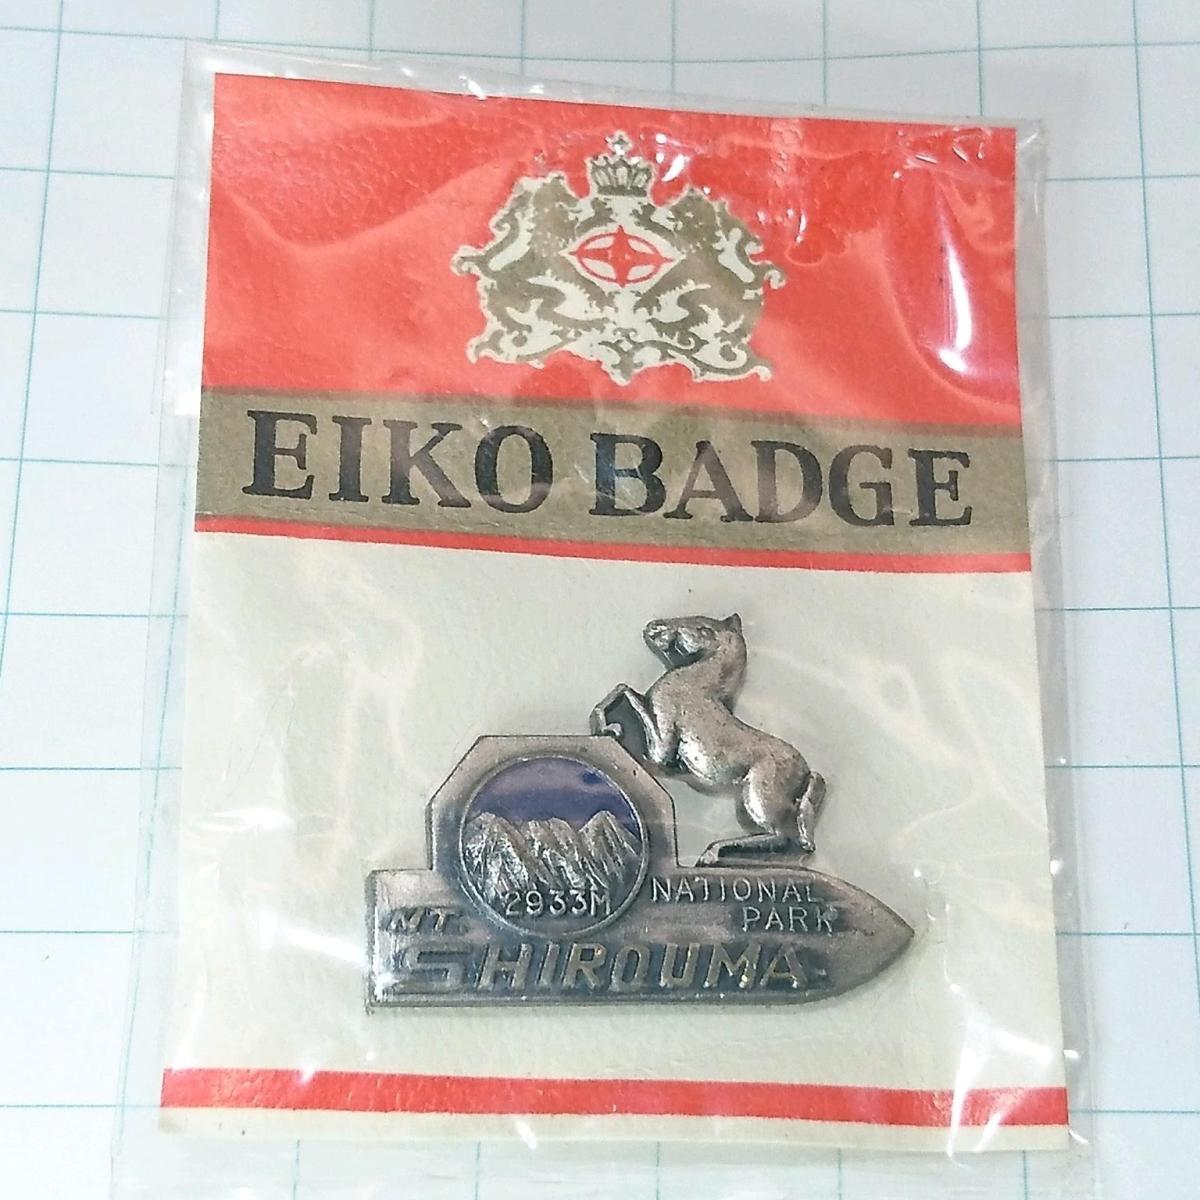 EIKO BADGE
2933M
NATIONAL
PARK
MT.
SHIROUMA